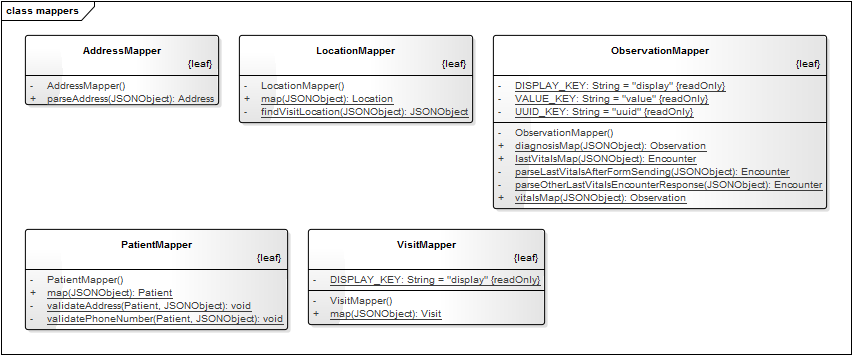 class mappers
AddressMapper
{leaf}
- AddressMapper()
+ parseAddress(JSONObject): Address
LocationMapper
{leaf}
- LocationMapper()
+ map(JSONObject): Location
- findVisitLocation(JSONObject): JSONObject
ObservationMapper
{leaf}
- DISPLAY_KEY: String = "display" {readOnly}
- VALUE_KEY: String = "value" {readOnly}
- UUID_KEY: String = "uuid" {readOnly}
- ObservationMapper()
+ diagnosisMap(JSONObject): Observation
+ lastVitalsMap(JSONObject): Encounter
- parseLastVitalsAfterFormSending(JSONObject): Encounter
- parseOtherLastVitalsEncounterResponse(JSONObject): Encounter
+ vitalsMap(JSONObject): Observation
PatientMapper
{leaf}
- PatientMapper()
+ map(JSONObject): Patient
- validateAddress(Patient, JSONObject): void
- validatePhoneNumber(Patient, JSONObject): void
VisitMapper
{leaf}
- DISPLAY_KEY: String = "display" {readOnly}
- VisitMapper()
+ map(JSONObject): Visit